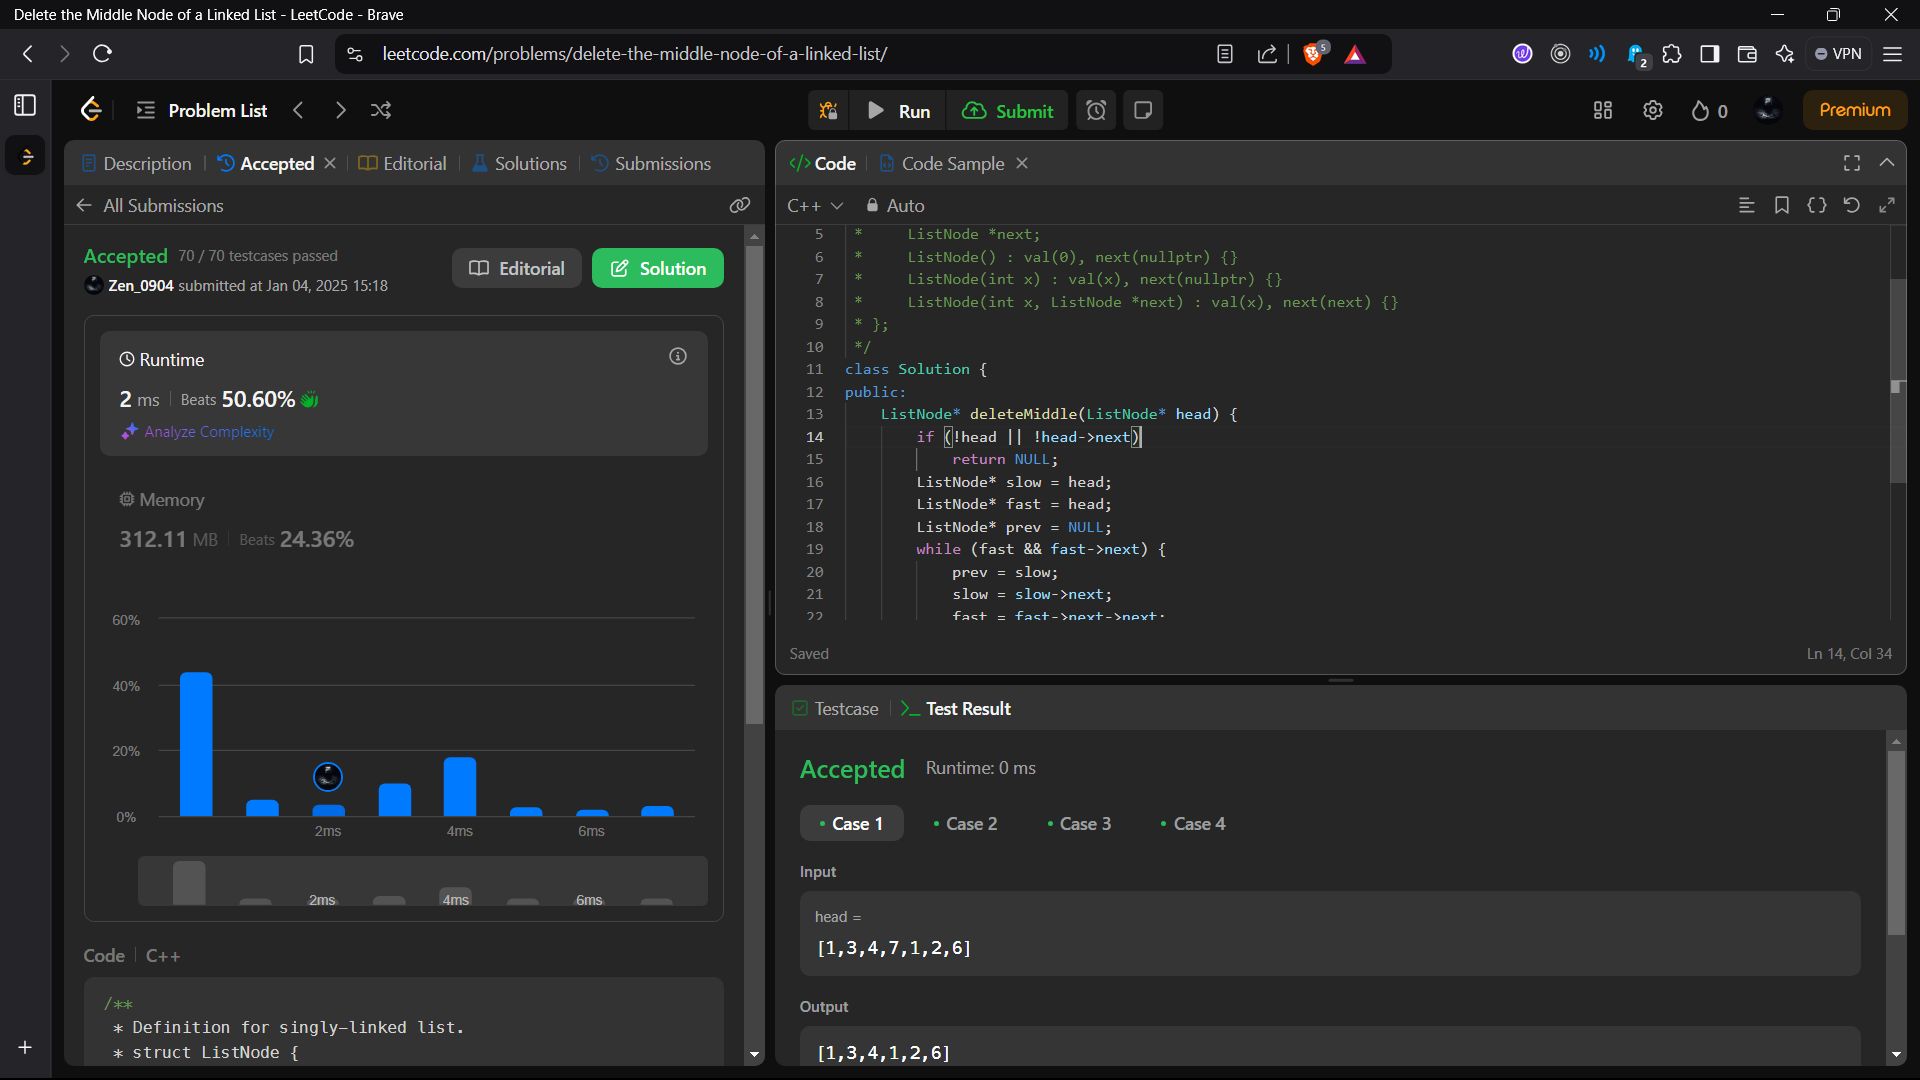 Delete the Middle Node of a Linked List - LeetCode - Brave
leetcode.com/problems/delete-the-middle-node-of-a-linked-list/
5
2
VPN
Problem List
Run
Submit
0
Premium
Description
Accepted
Editorial
Solutions
Submissions
All Submissions
Accepted 70 / 70 testcases passed
Zen_0904 submitted at Jan 04, 2025 15:18
Editorial
Solution
Runtime
2 ms | Beats 50.60%
Analyze Complexity
Memory
312.11 MB | Beats 24.36%
60%
40%
20%
0%
2ms 4ms 6ms
2ms 4ms 6ms
Code | C++
/**
* Definition for singly-linked list.
* struct ListNode {
</> Code
Code Sample
C++
Auto
5 * ListNode *next;
6 * ListNode() : val(0), next(nullptr) {}
7 * ListNode(int x) : val(x), next(nullptr) {}
8 * ListNode(int x, ListNode *next) : val(x), next(next) {}
9 * };
10 */
11 class Solution {
12 public:
13 ListNode* deleteMiddle(ListNode* head) {
14 if (!head || !head->next)
15 return NULL;
16 ListNode* slow = head;
17 ListNode* fast = head;
18 ListNode* prev = NULL;
19 while (fast && fast->next) {
20 prev = slow;
21 slow = slow->next;
22 fast = fast->next->next;
Saved
Ln 14, Col 34
Testcase
>_ Test Result
Accepted Runtime: 0 ms
• Case 1 • Case 2 • Case 3 • Case 4
Input
head =
[1,3,4,7,1,2,6]
Output
[1,3,4,1,2,6]